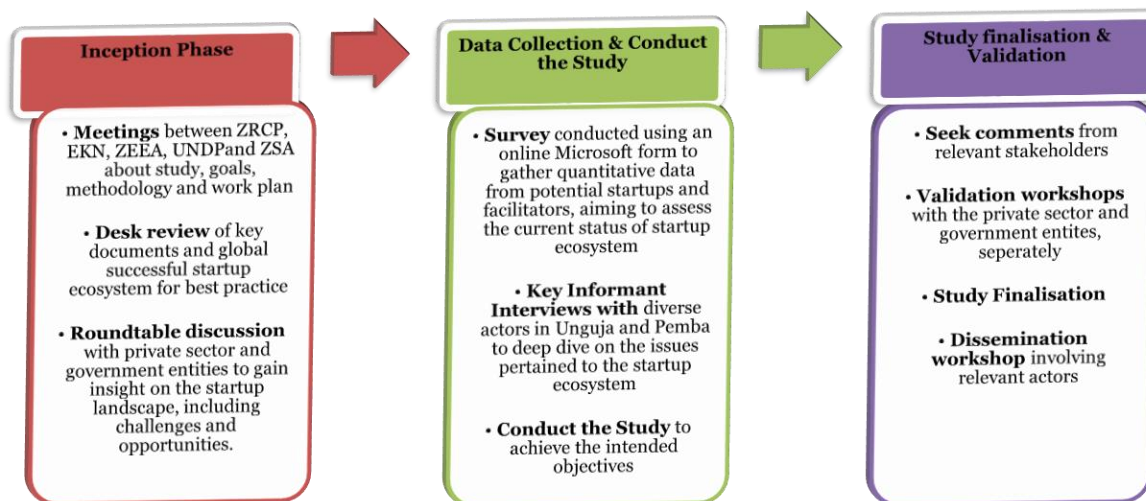 Inception Phase
• Meetings between ZRCP,
EKN, ZEEA, UNDPand ZSA
about study, goals,
methodology and work plan
• Desk review of key
documents and global
successful startup
ecosystem for best practice
• Roundtable discussion
with private sector and
government entities to gain
insight on the startup
landscape, including
challenges and
opportunities.
Data Collection & Conduct
the Study
• Survey conducted using an
online Microsoft form to
gather quantitative data
from potential startups and
facilitators, aiming to assess
the current status of startup
ecosystem
• Key Informant
Interviews with diverse
actors in Unguja and Pemba
to deep dive on the issues
pertained to the startup
ecosystem
• Conduct the Study to
achieve the intended
objectives
Study finalisation &
Validation
• Seek comments from
relevant stakeholders
• Validation workshops
with the private sector and
government entites,
seperately
• Study Finalisation
• Dissemination
workshop involving
relevant actors